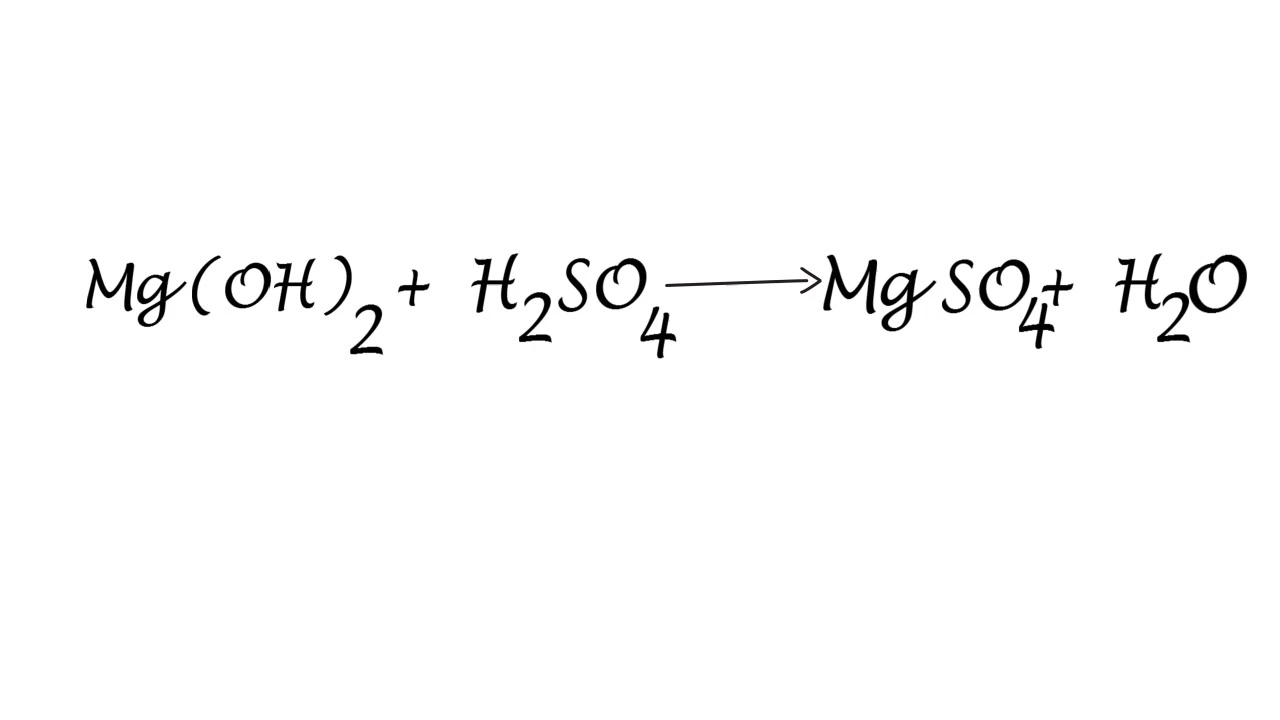 Mg(OH)₂ + H₂SO₄ → MgSO₄ + H₂O